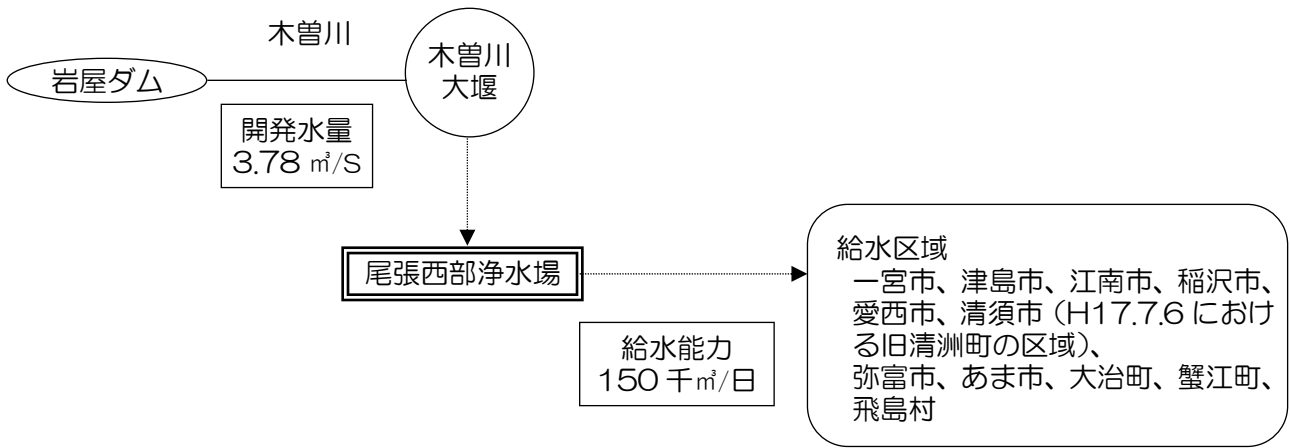 木曽川
岩屋ダム
木曽川
大堰
開発水量
3.78 ㎥/S
尾張西部浄水場
給水能力
150 千㎥/日
給水区域
一宮市、津島市、江南市、稲沢市、
愛西市、清須市（H17.7.6 におけ
る旧清洲町の区域）、
弥富市、あま市、大治町、蟹江町、
飛島村